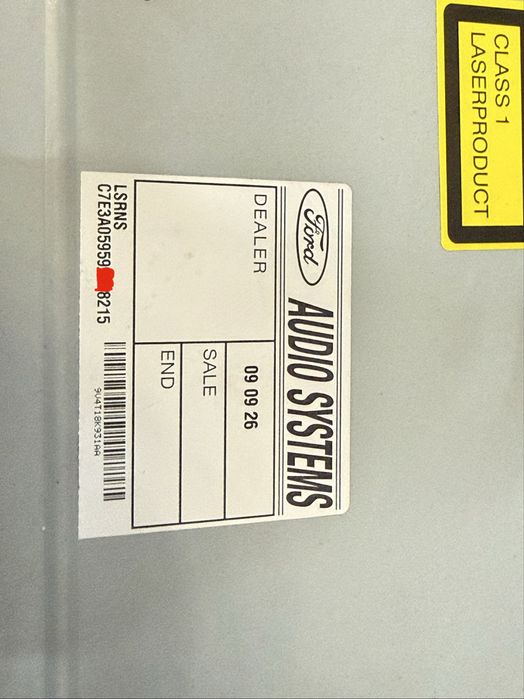 CLASS 1
LASERPRODUCT
Ford
AUDIO SYSTEMS
DEALER
09 09 26
SALE
END
LSRNS
C7E3A05959 8215
9U4T18K931AA